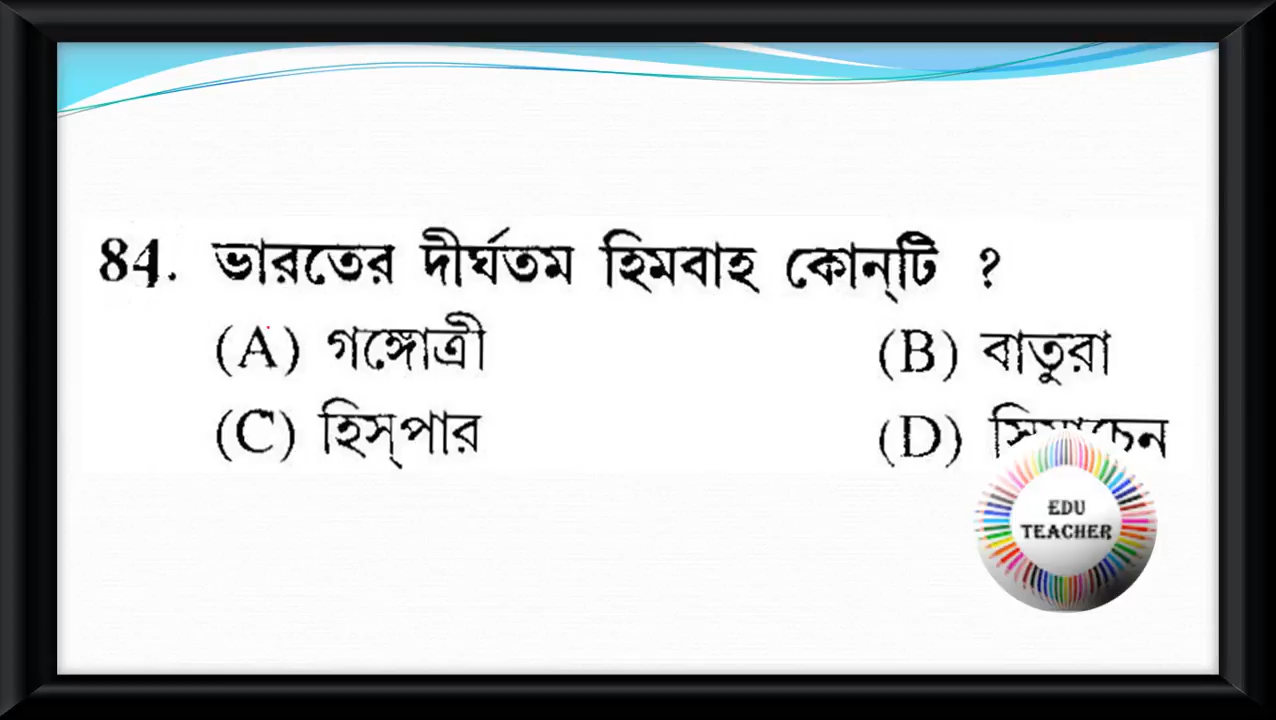 84. ভারতের দীর্ঘতম হিমবাহ কোন্‌টি ?
(A) গঙ্গোত্রী (B) বাতুরা
(C) হিস্‌পার (D) সিয়াচেন
EDU
TEACHER